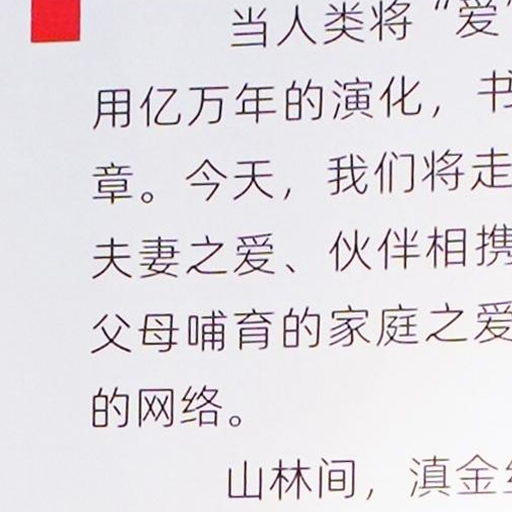 当人类将“爱”
用亿万年的演化，书
章。今天，我们将走
夫妻之爱、伙伴相携
父母哺育的家庭之爱
的网络。
山林间，滇金